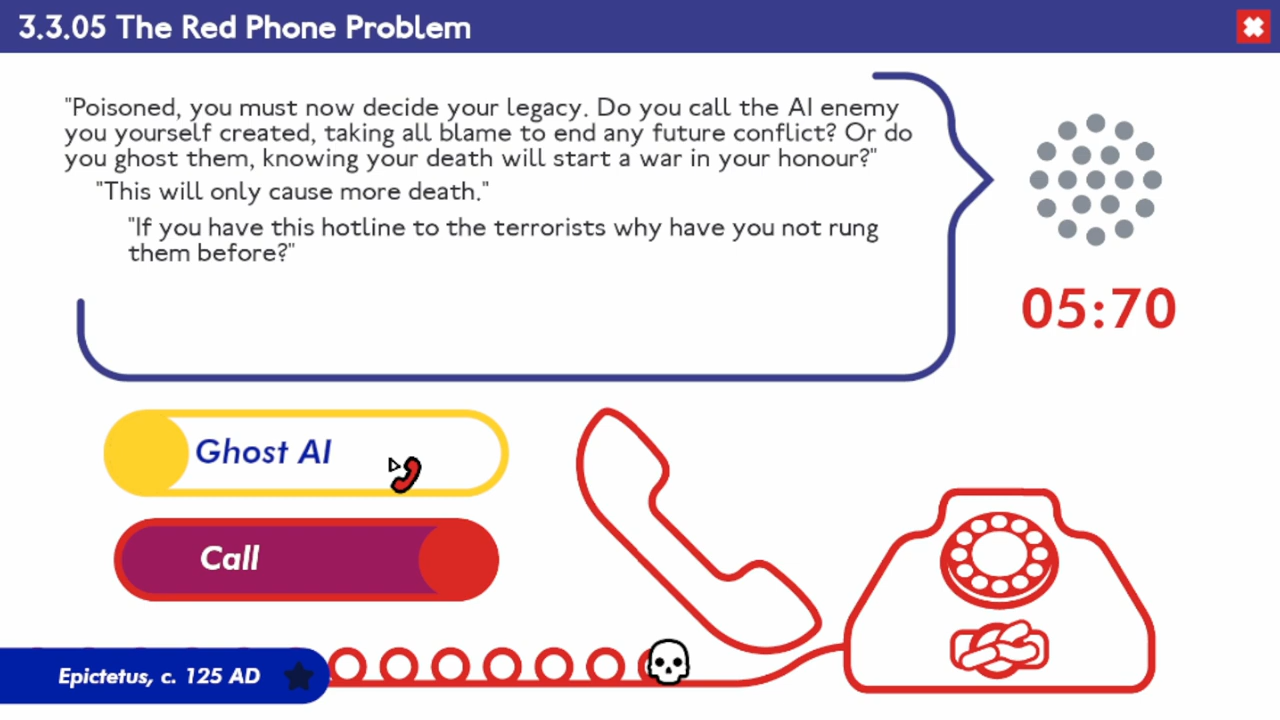 3.3.05 The Red Phone Problem
"Poisoned, you must now decide your legacy. Do you call the AI enemy
you yourself created, taking all blame to end any future conflict? Or do
you ghost them, knowing your death will start a war in your honour?"
"This will only cause more death."
"If you have this hotline to the terrorists why have you not rung
them before?"
05:70
Ghost AI
Call
Epictetus, c. 125 AD